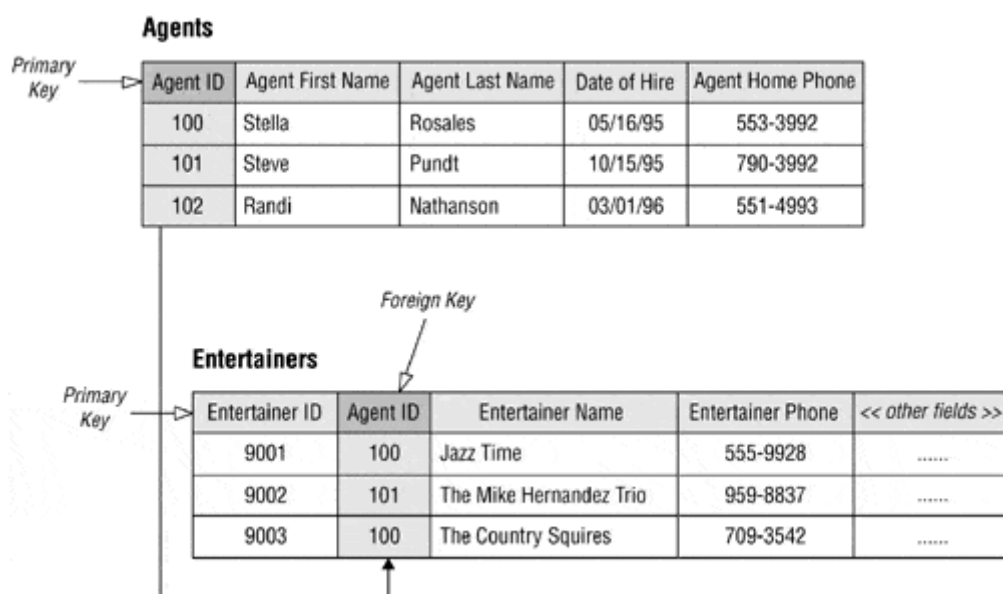 Agents
Primary Key
Agent ID Agent First Name Agent Last Name Date of Hire Agent Home Phone
100 Stella Rosales 05/16/95 553-3992
101 Steve Pundt 10/15/95 790-3992
102 Randi Nathanson 03/01/96 551-4993
Foreign Key
Entertainers
Primary Key
Entertainer ID Agent ID Entertainer Name Entertainer Phone << other fields >>
9001 100 Jazz Time 555-9928 ......
9002 101 The Mike Hernandez Trio 959-8837 ......
9003 100 The Country Squires 709-3542 ......